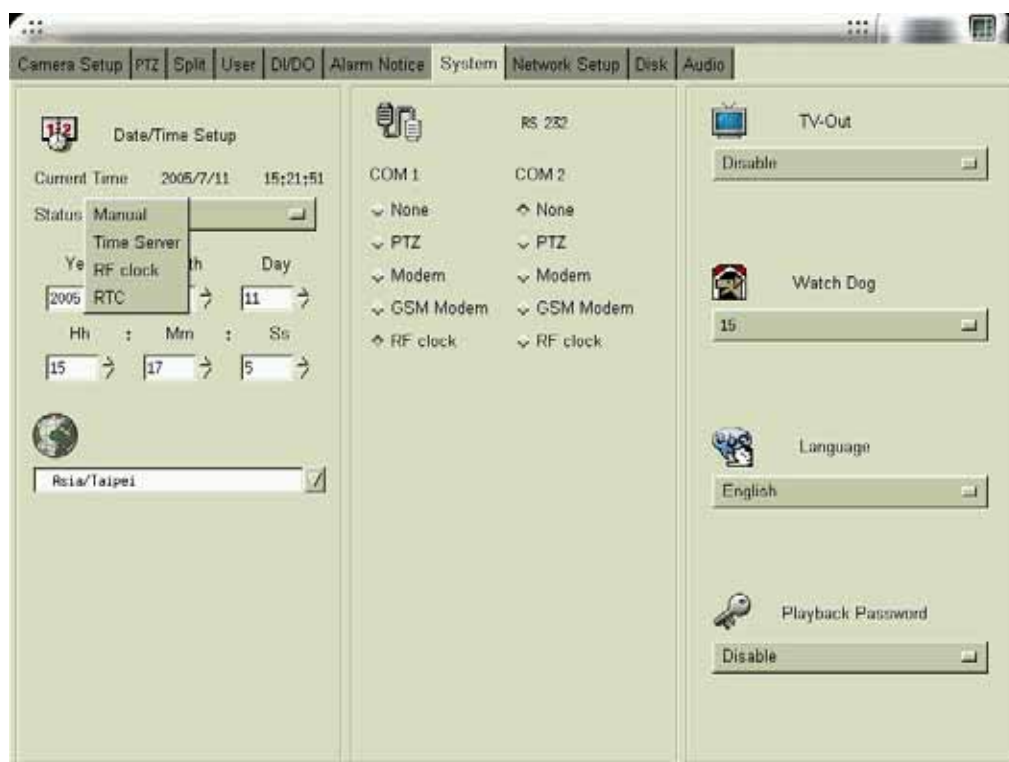 Camera Setup PTZ Split User DI/DO Alarm Notice System Network Setup Disk Audio
Date/Time Setup
Current Time 2005/7/11 15:21:51
Status
Manual
Time Server
RF clock
RTC
Ye th Day
2005 11
Hh : Mm : Ss
15 17 5
Asia/Taipei
RS 232
COM 1 COM 2
None None
PTZ PTZ
Modem Modem
GSM Modem GSM Modem
RF clock RF clock
TV-Out
Disable
Watch Dog
15
Language
English
Playback Password
Disable